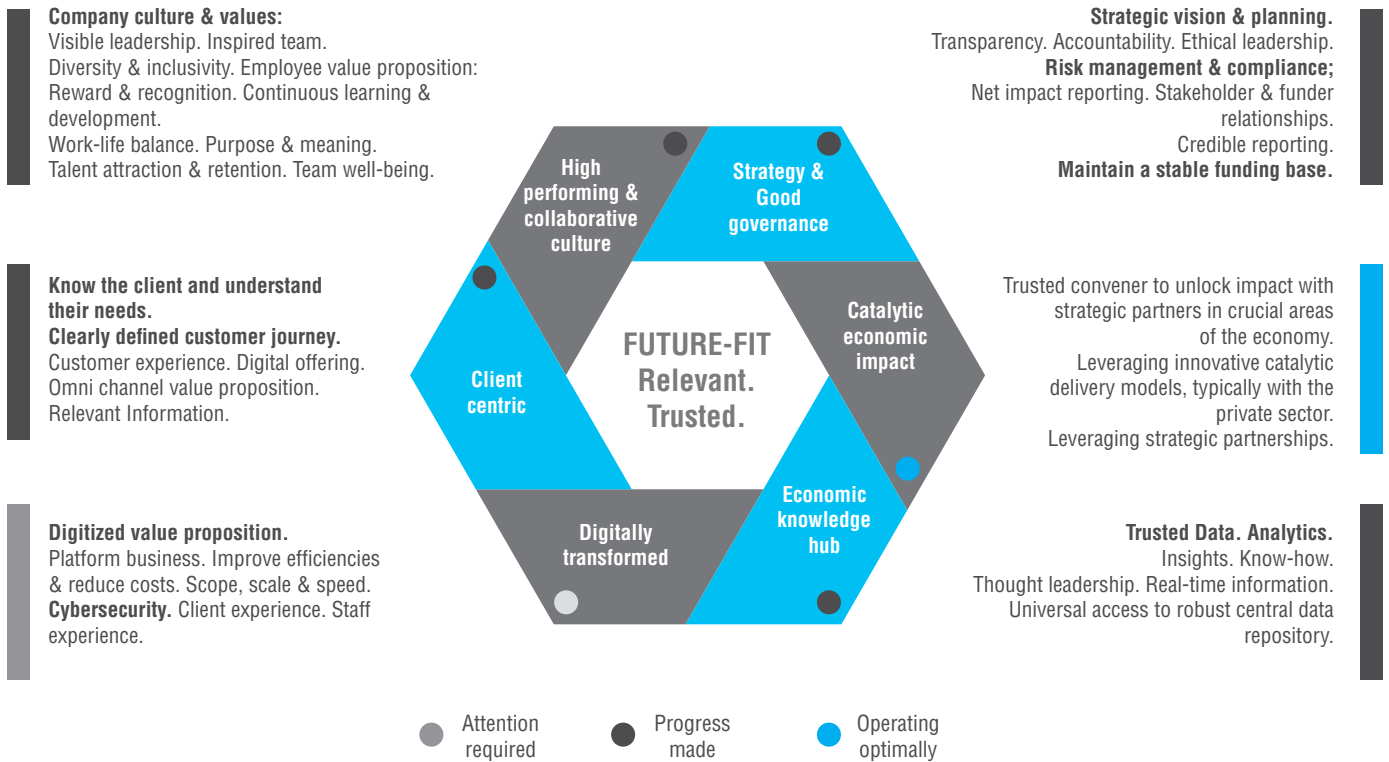 Company culture & values:
Visible leadership. Inspired team.
Diversity & inclusivity. Employee value proposition:
Reward & recognition. Continuous learning &
development.
Work-life balance. Purpose & meaning.
Talent attraction & retention. Team well-being.
Strategic vision & planning.
Transparency. Accountability. Ethical leadership.
Risk management & compliance;
Net impact reporting. Stakeholder & funder
relationships.
Credible reporting.
Maintain a stable funding base.
High
performing &
collaborative
culture
Strategy &
Good
governance
Know the client and understand
their needs.
Clearly defined customer journey.
Customer experience. Digital offering.
Omni channel value proposition.
Relevant Information.
Client
centric
FUTURE-FIT
Relevant.
Trusted.
Catalytic
economic
impact
Trusted convener to unlock impact with
strategic partners in crucial areas
of the economy.
Leveraging innovative catalytic
delivery models, typically with the
private sector.
Leveraging strategic partnerships.
Digitized value proposition.
Platform business. Improve efficiencies
& reduce costs. Scope, scale & speed.
Cybersecurity. Client experience. Staff
experience.
Digitally
transformed
Economic
knowledge
hub
Trusted Data. Analytics.
Insights. Know-how.
Thought leadership. Real-time information.
Universal access to robust central data
repository.
Attention
required
Progress
made
Operating
optimally